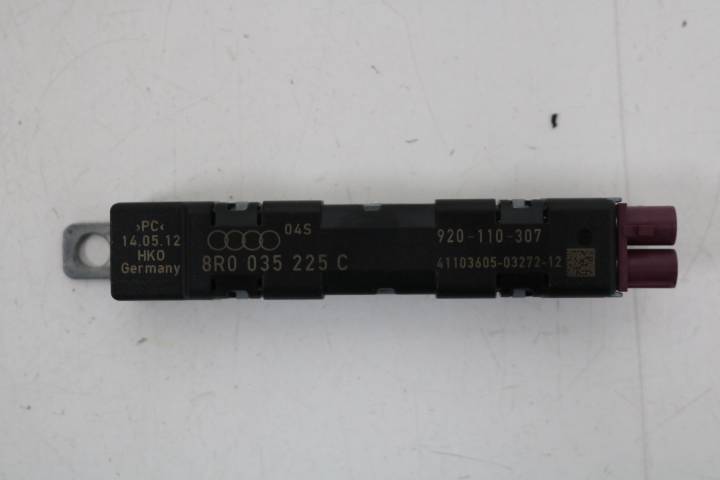 >PC<
14.05.12
HKO
Germany
04S
8R0 035 225 C
920-110-307
41103605-03272-12